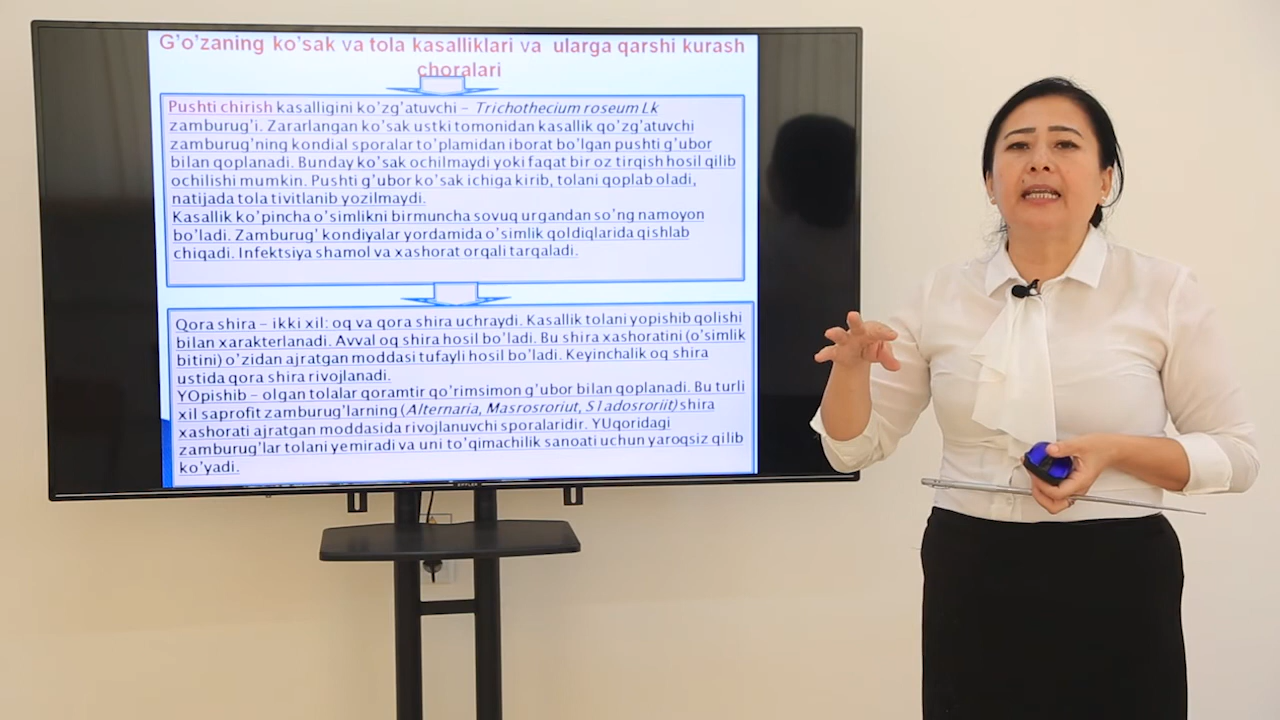 G'o'zaning ko'sak va tola kasalliklari va ularga qarshi kurash
choralari
Pushti chirish kasalligini ko'zg'atuvchi – Trichothecium roseum Lk
zamburug'i. Zararlangan ko'sak ustki tomonidan kasallik qo'zg'atuvchi
zamburug'ning kondial sporalar to'plamidan iborat bo'lgan pushti g'ubor
bilan qoplanadi. Bunday ko'sak ochilmaydi yoki faqat bir oz tirqish hosil qilib
ochilishi mumkin. Pushti g'ubor ko'sak ichiga kirib, tolani qoplab oladi,
natijada tola tivitlanib yozilmaydi.
Kasallik ko'pincha o'simlikni birmuncha sovuq urgandan so'ng namoyon
bo'ladi. Zamburug' kondiyalar yordamida o'simlik qoldiqlarida qishlab
chiqadi. Infektsiya shamol va xashorat orqali tarqaladi.
Qora shira – ikki xil: oq va qora shira uchraydi. Kasallik tolani yopishib qolishi
bilan xarakterlanadi. Avval oq shira hosil bo'ladi. Bu shira xashoratini (o'simlik
bitini) o'zidan ajratgan moddasi tufayli hosil bo'ladi. Keyinchalik oq shira
ustida qora shira rivojlanadi.
YOpishib – olgan tolalar qoramtir qo'rimsimon g'ubor bilan qoplanadi. Bu turli
xil saprofit zamburug'larning (Alternaria, Masrosroriut, S1adosroriit) shira
xashorati ajratgan moddasida rivojlanuvchi sporalaridir. YUqoridagi
zamburug'lar tolani yemiradi va uni to'qimachilik sanoati uchun yaroqsiz qilib
ko'yadi.